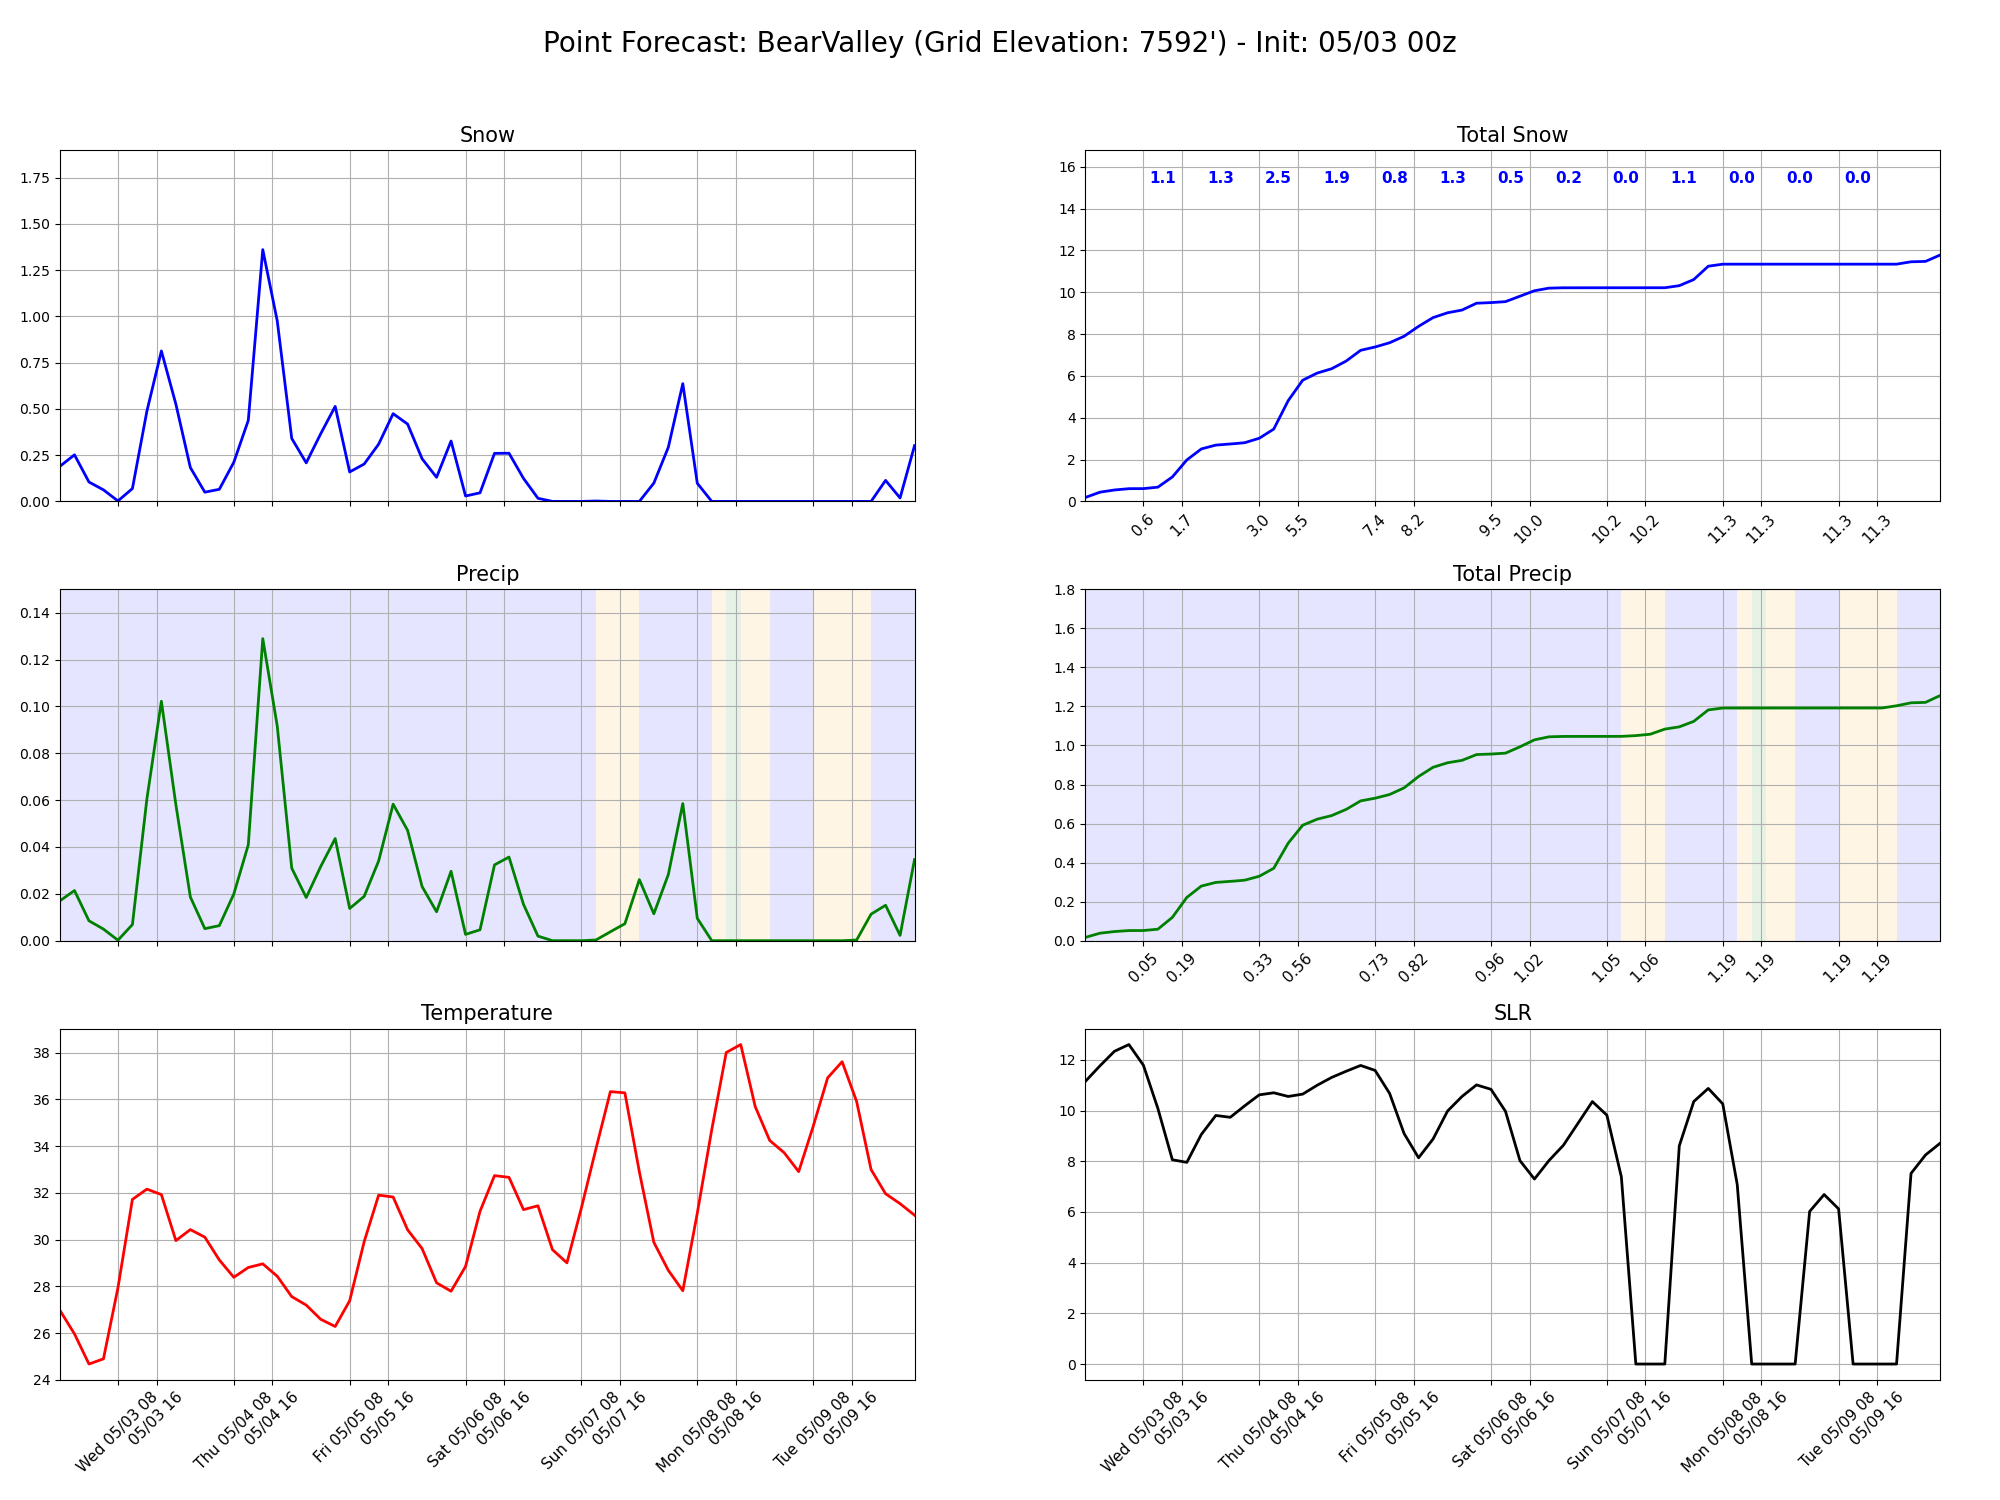 Point Forecast: BearValley (Grid Elevation: 7592') - Init: 05/03 00z
Snow
1.75
1.50
1.25
1.00
0.75
0.50
0.25
0.00
Total Snow
16
14
12
10
8
6
4
2
0
1.1 1.3 2.5 1.9 0.8 1.3 0.5 0.2 0.0 1.1 0.0 0.0 0.0
0.6 1.7 3.0 5.5 7.4 8.2 9.5 10.0 10.2 10.2 11.3 11.3 11.3 11.3
Precip
0.14
0.12
0.10
0.08
0.06
0.04
0.02
0.00
Total Precip
1.8
1.6
1.4
1.2
1.0
0.8
0.6
0.4
0.2
0.0
0.05 0.19 0.33 0.56 0.73 0.82 0.96 1.02 1.05 1.06 1.19 1.19 1.19 1.19
Temperature
38
36
34
32
30
28
26
24
Wed 05/03 08
05/03 16
Thu 05/04 08
05/04 16
Fri 05/05 08
05/05 16
Sat 05/06 08
05/06 16
Sun 05/07 08
05/07 16
Mon 05/08 08
05/08 16
Tue 05/09 08
05/09 16
SLR
12
10
8
6
4
2
0
Wed 05/03 08
05/03 16
Thu 05/04 08
05/04 16
Fri 05/05 08
05/05 16
Sat 05/06 08
05/06 16
Sun 05/07 08
05/07 16
Mon 05/08 08
05/08 16
Tue 05/09 08
05/09 16